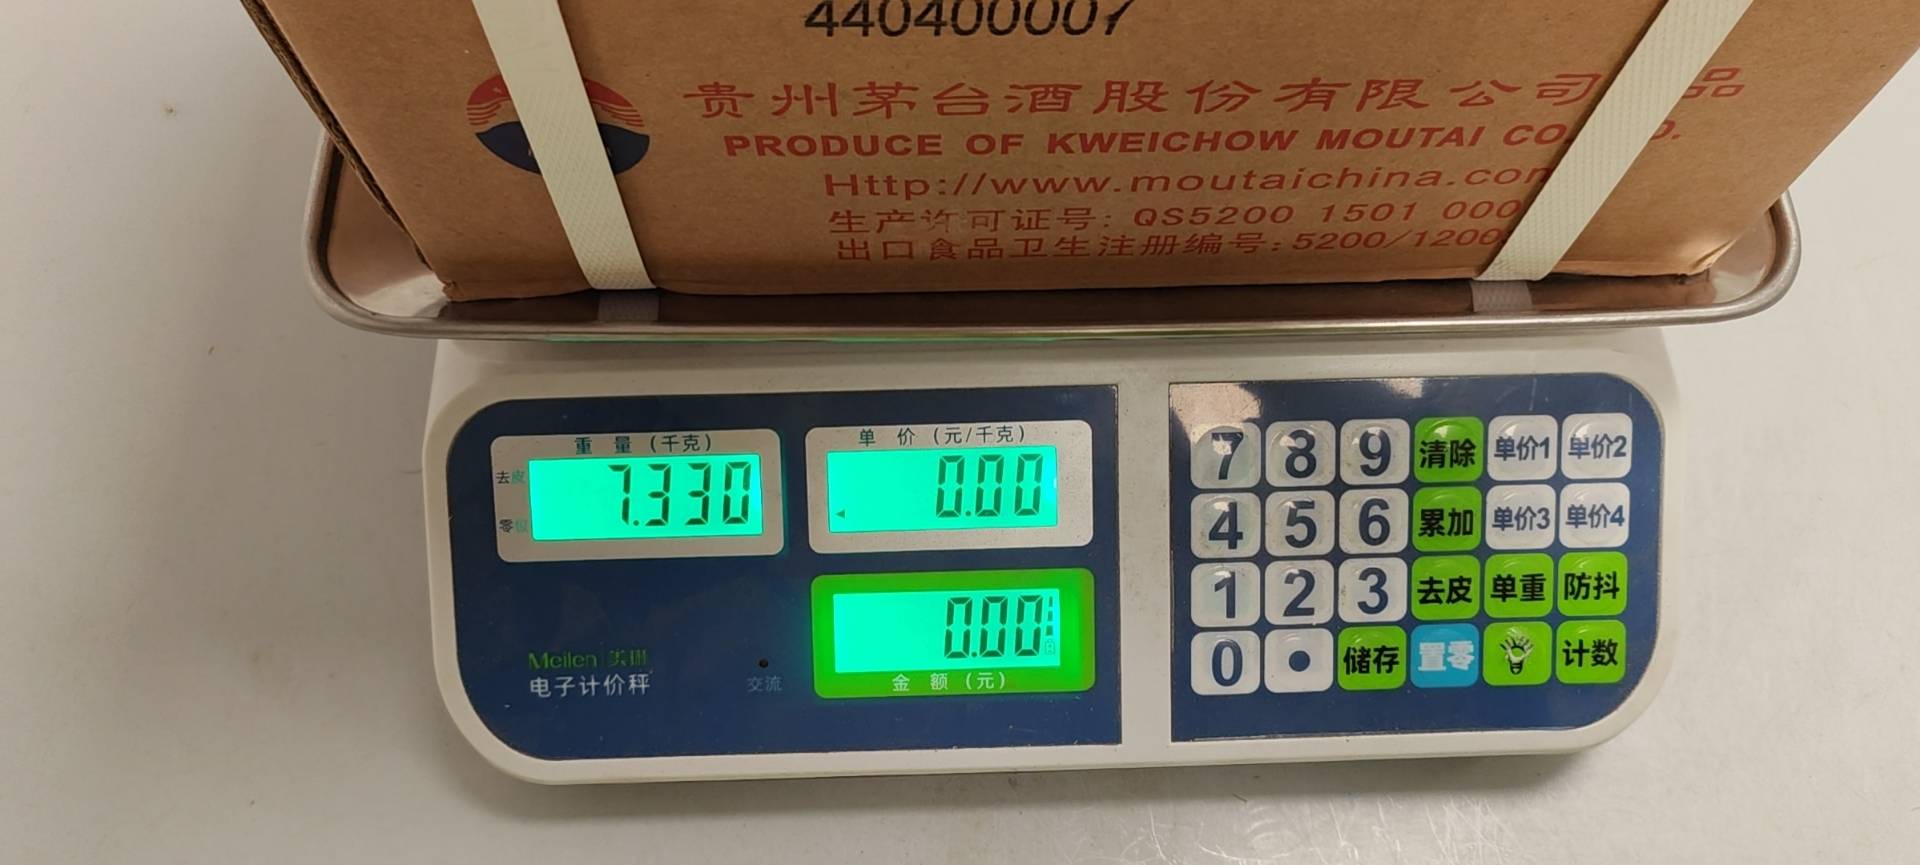 440400007
贵州茅台酒股份有限公司 品
PRODUCE OF KWEICHOW MOUTAI CO D.
Http://www.moutaichina.com
生产许可证号: QS5200 1501 000
出口食品卫生注册编号:5200/1200
重量(千克)
去皮
7.330
零位
单价(元/千克)
0.00
0.00
金额(元)
Meilen 美琳
电子计价秤
交流
7 8 9 清除 单价1 单价2
4 5 6 累加 单价3 单价4
1 2 3 去皮 单重 防抖
0 • 储存 置零 计数